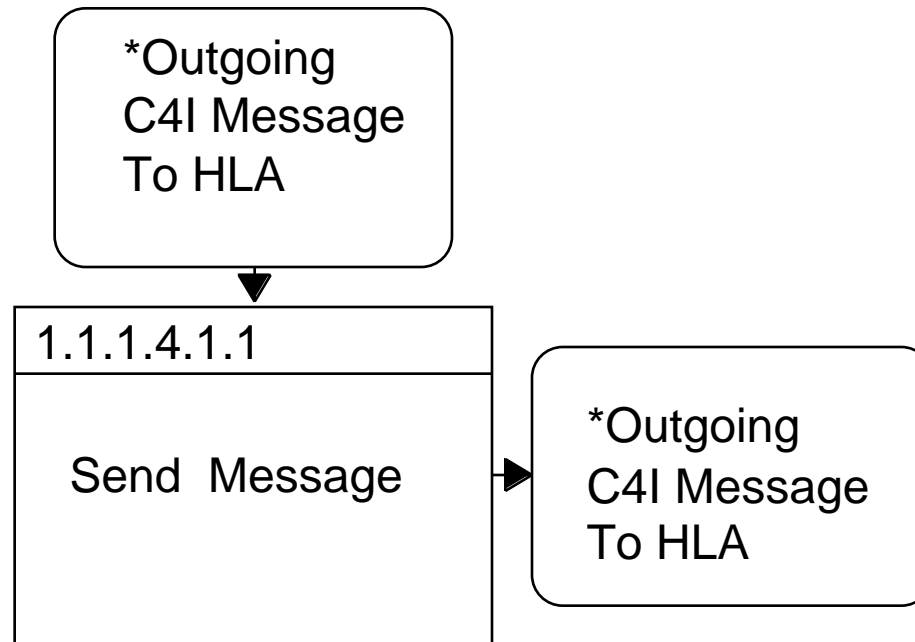 *Outgoing
C4I Message
To HLA
1.1.1.4.1.1
Send Message
*Outgoing
C4I Message
To HLA